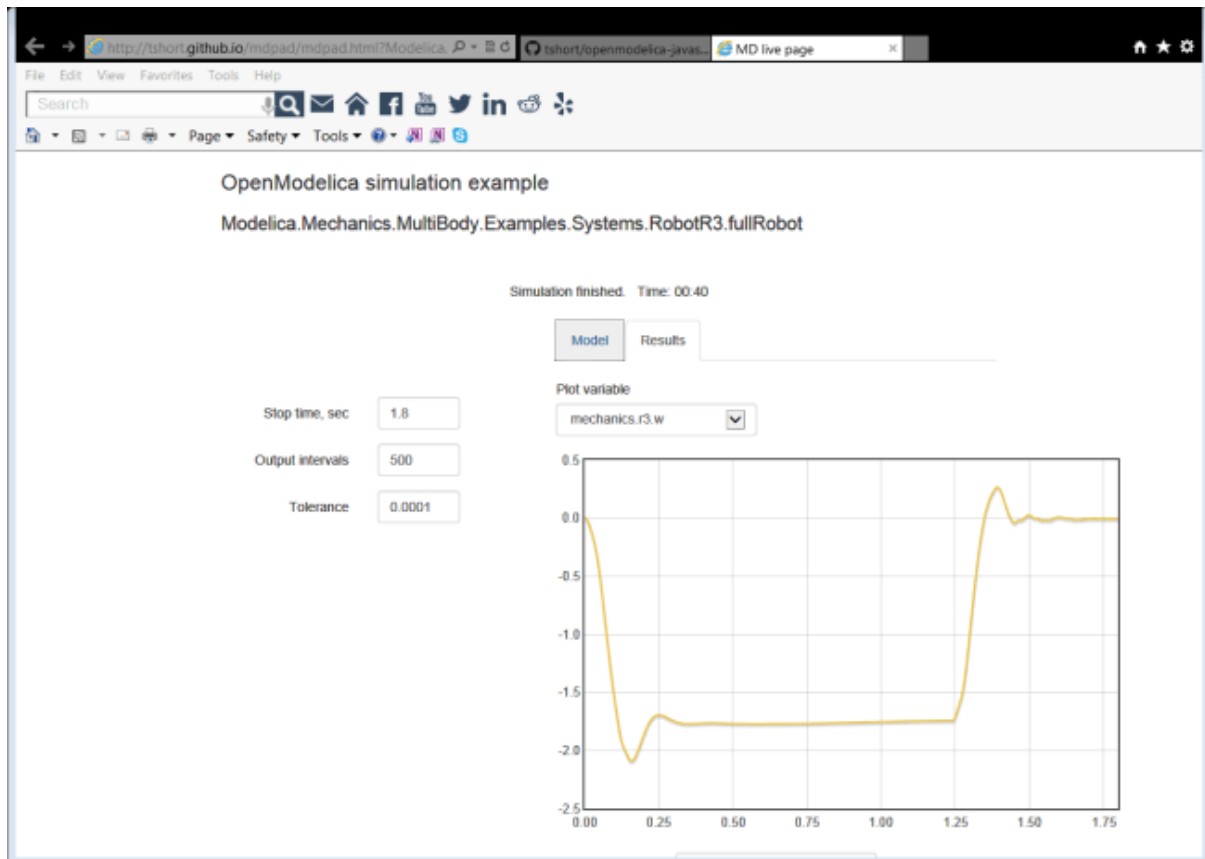 http://tshort.github.io/mdpad/mdpad.html?Modelica. tshort/openmodelica-javas... MD live page
File Edit View Favorites Tools Help
Search You Tube in
Page Safety Tools
OpenModelica simulation example
Modelica.Mechanics.MultiBody.Examples.Systems.RobotR3.fullRobot
Simulation finished. Time: 00:40
Model Results
Plot variable
Stop time, sec 1.8 mechanics.r3.w
Output intervals 500
Tolerance 0.0001
0.5
0.0
-0.5
-1.0
-1.5
-2.0
-2.5
0.00 0.25 0.50 0.75 1.00 1.25 1.50 1.75